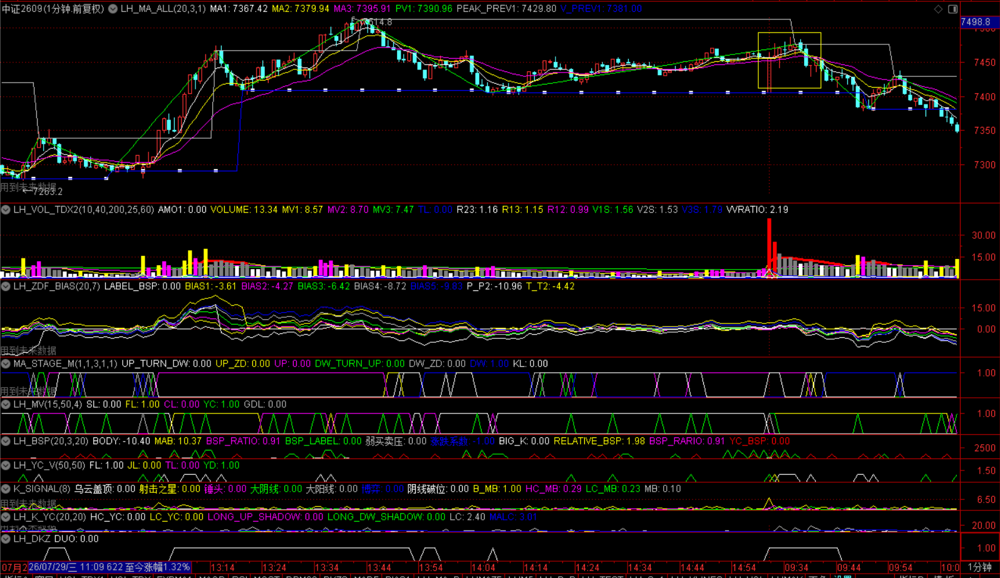 中证2609(1分钟.前复权) LH_MA_ALL(20,3,1) MA1: 7367.42 MA2: 7379.94 MA3: 7395.91 PV1: 7390.96 PEAK_PREV1: 7429.80 V_PREV1: 7381.00
7498.8
7514.8
7450
7400
7350
7300
用到未来数据
←7263.2
LH_VOL_TDX2(10,40,200,25,60) AMO1: 0.00 VOLUME: 13.34 MV1: 8.57 MV2: 8.70 MV3: 7.47 TL: 0.00 R23: 1.16 R13: 1.15 R12: 0.99 V1S: 1.56 V2S: 1.53 V3S: 1.79 VVRATIO: 2.19
30.00
15.00
LH_ZDF_BIAS(20,7) LABEL_BSP: 0.00 BIAS1: -3.61 BIAS2: -4.27 BIAS3: -6.42 BIAS4: -8.72 BIAS5: -9.83 P_P2: -10.96 T_T2: -4.42
15.00
0.00
用到未来数据
MA_STAGE_M(1,1,3,1,1) UP_TURN_DW: 0.00 UP_ZD: 0.00 UP: 0.00 DW_TURN_UP: 0.00 DW_ZD: 0.00 DW: 1.00 KL: 0.00
1.00
用到未来数据
LH_MV(15,50,4) SL: 0.00 FL: 1.00 CL: 0.00 YC: 1.00 GDL: 0.00
1.00
LH_BSP(20,3,20) BODY: -10.40 MAB: 10.37 BSP_RATIO: 0.91 BSP_LABEL: 0.00 弱买卖压: 0.00 涨跌系数: -1.00 BIG_K: 0.00 RELATIVE_BSP: 1.98 BSP_RARIO: 0.91 YC_BSP: 0.00
2500
LH_YC_V(50,50) FL: 1.00 JL: 0.00 TL: 0.00 YD: 1.00
1.50
K_SIGNAL(8) 乌云盖顶: 0.00 射击之星: 0.00 锤头: 0.00 大阴线: 0.00 大阳线: 0.00 博弈: 0.00 阴线破位: 0.00 B_MB: 1.00 HC_MB: 0.29 LC_MB: 0.23 MB: 0.10
6.50
用到未来数据
LH_K_YC(20,20) HC_YC: 0.00 LC_YC: 0.00 LONG_UP_SHADOW: 0.00 LONG_DW_SHADOW: 0.00 LC: 2.40 MALC: 3.01
20.00
用到未来数据
LH_DKZ DUO: 0.00
1.00
07月2 26/07/29/三 11:09 622 至今涨幅1.32% 13:14 13:24 13:34 13:44 13:54 14:04 14:14 14:24 14:34 14:44 14:54 09:34 09:44 09:54 10:0 1分钟